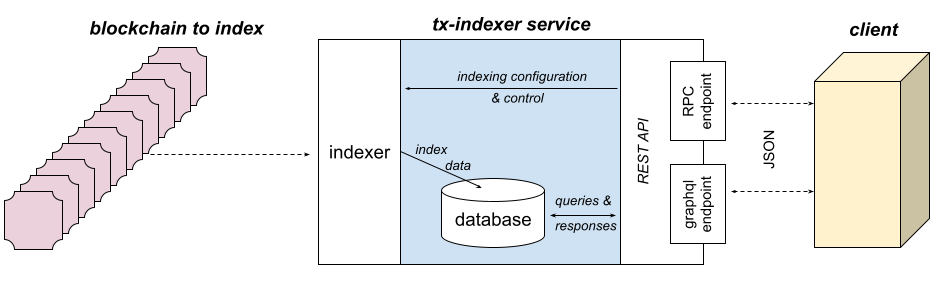 blockchain to index
tx-indexer service
client
indexing configuration
& control
indexer
index
data
database
queries &
responses
REST API
RPC
endpoint
graphql
endpoint
JSON